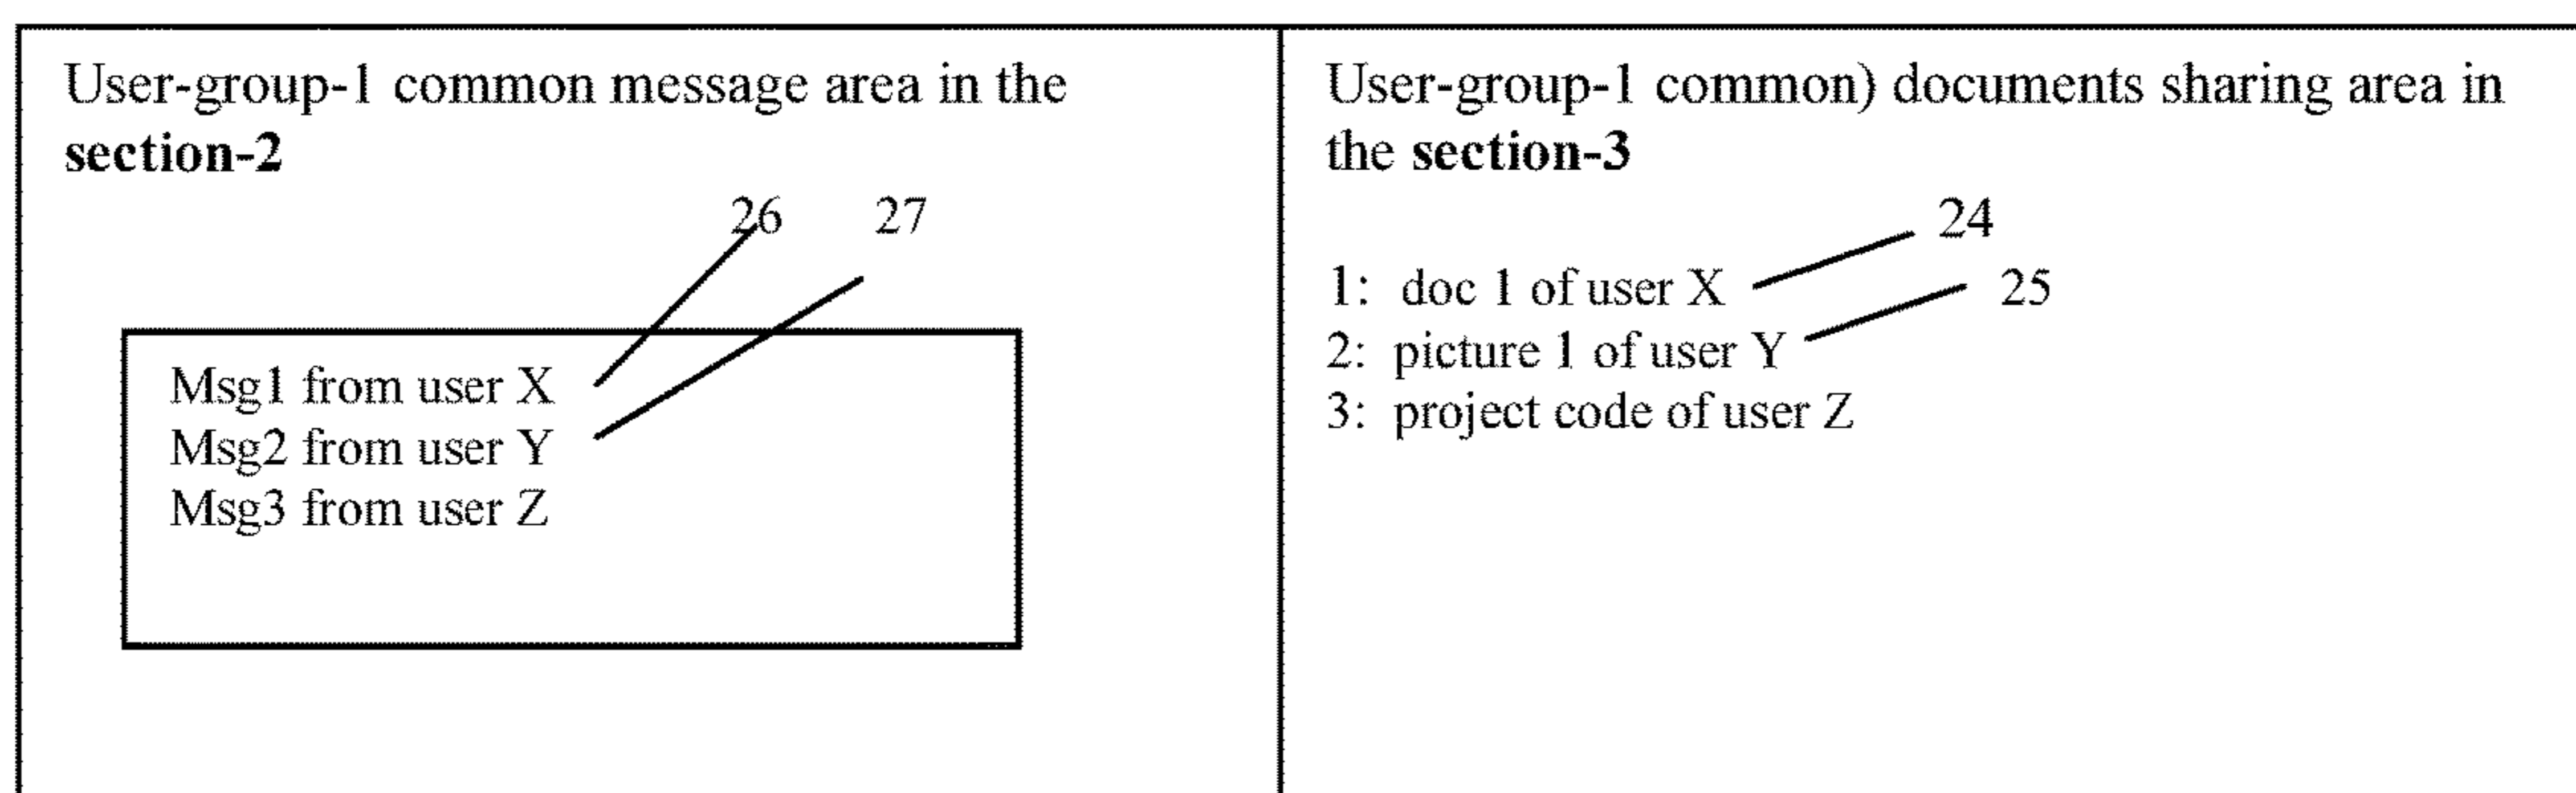 User-group-1 common message area in the
section-2
26 27
Msg1 from user X
Msg2 from user Y
Msg3 from user Z
User-group-1 common) documents sharing area in
the section-3
24
1: doc 1 of user X
25
2: picture 1 of user Y
3: project code of user Z